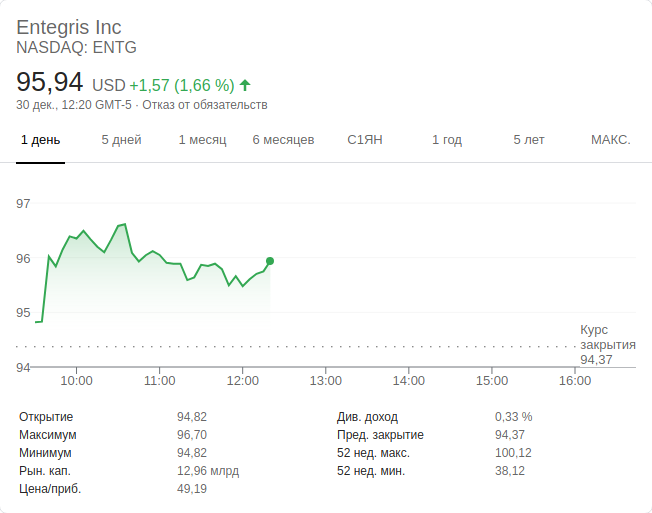 Entegris Inc
NASDAQ: ENTG
95,94 USD +1,57 (1,66 %)
30 дек., 12:20 GMT-5 · Отказ от обязательств
1 день 5 дней 1 месяц 6 месяцев С1ЯН 1 год 5 лет МАКС.
97
96
95
94
Курс
закрытия
94,37
10:00 11:00 12:00 13:00 14:00 15:00 16:00
Открытие 94,82 Див. доход 0,33 %
Максимум 96,70 Пред. закрытие 94,37
Минимум 94,82 52 нед. макс. 100,12
Рын. кап. 12,96 млрд 52 нед. мин. 38,12
Цена/приб. 49,19